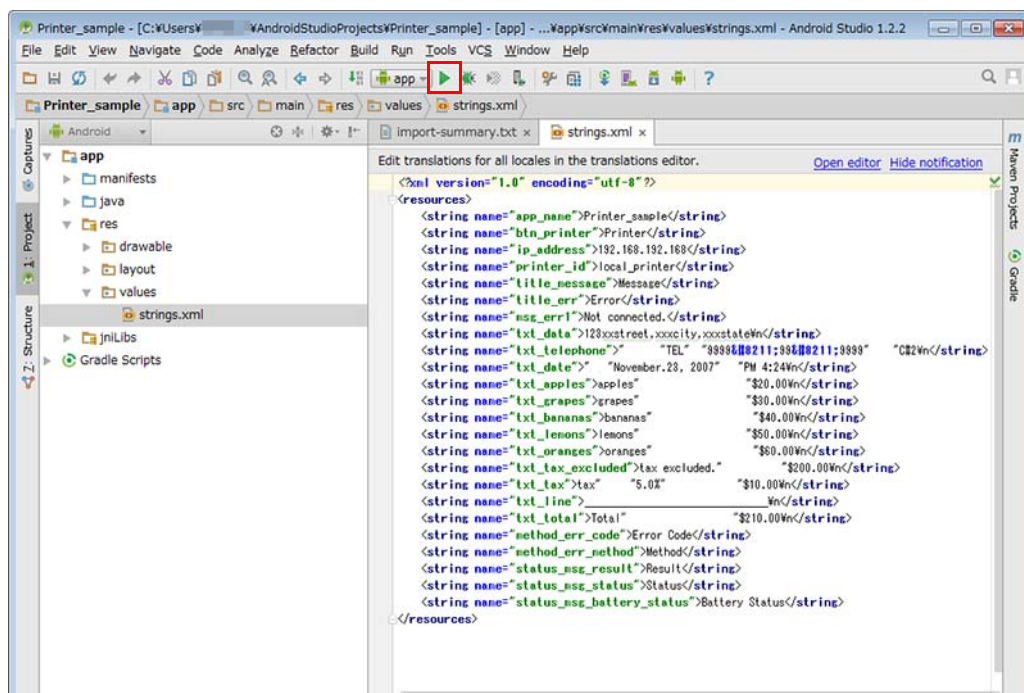 Printer_sample - [C:¥Users¥ ¥AndroidStudioProjects¥Printer_sample] - [app] - ...¥app¥src¥main¥res¥values¥strings.xml - Android Studio 1.2.2
File Edit View Navigate Code Analyze Refactor Build Run Tools VCS Window Help
app
Printer_sample app src main res values strings.xml
Captures
1: Project
Z: Structure
Android
app
manifests
java
res
drawable
layout
values
strings.xml
jniLibs
Gradle Scripts
import-summary.txt × strings.xml ×
Edit translations for all locales in the translations editor. Open editor Hide notification
<?xml version="1.0" encoding="utf-8"?>
<resources>
<string name="app_name">Printer_sample</string>
<string name="btn_printer">Printer</string>
<string name="ip_address">192.168.192.168</string>
<string name="printer_id">local_printer</string>
<string name="title_message">Message</string>
<string name="title_err">Error</string>
<string name="msg_err1">Not connected.</string>
<string name="txt_data">123xxstreet,xxxcity,xxxstate¥n</string>
<string name="txt_telephone">" "TEL" "9999&#8211;99&#8211;9999" "C#2¥n</string>
<string name="txt_date">" "November.23, 2007" "PM 4:24¥n</string>
<string name="txt_apples">apples" "$20.00¥n</string>
<string name="txt_grapes">grapes" "$30.00¥n</string>
<string name="txt_bananas">bananas" "$40.00¥n</string>
<string name="txt_lemons">lemons" "$50.00¥n</string>
<string name="txt_oranges">oranges" "$60.00¥n</string>
<string name="txt_tax_excluded">tax excluded." "$200.00¥n</string>
<string name="txt_tax">tax" "5.0%" "$10.00¥n</string>
<string name="txt_line">______________________________¥n</string>
<string name="txt_total">Total" "$210.00¥n</string>
<string name="method_err_code">Error Code</string>
<string name="method_err_method">Method</string>
<string name="status_msg_result">Result</string>
<string name="status_msg_status">Status</string>
<string name="status_msg_battery_status">Battery Status</string>
</resources>
Maven Projects
Gradle